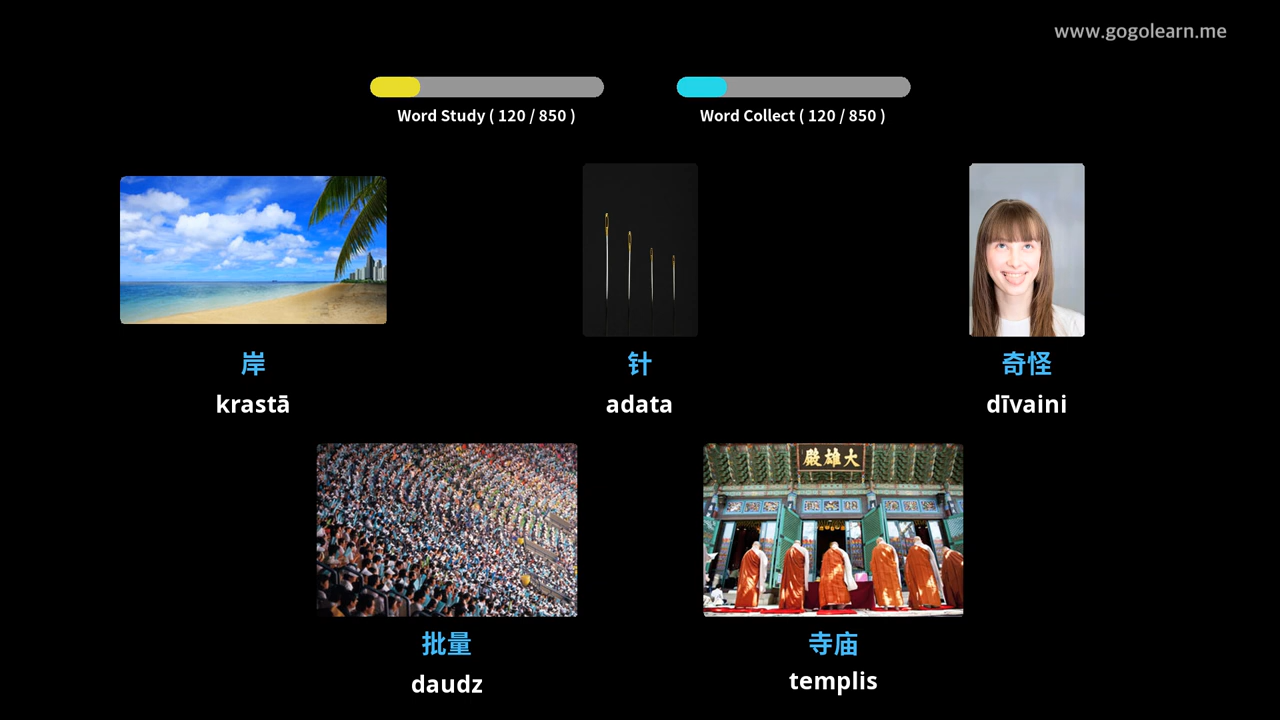 www.gogolearn.me
Word Study ( 120 / 850 )
Word Collect ( 120 / 850 )
岸
krastā
针
adata
奇怪
dīvaini
批量
daudz
殿雄大
寺庙
templis